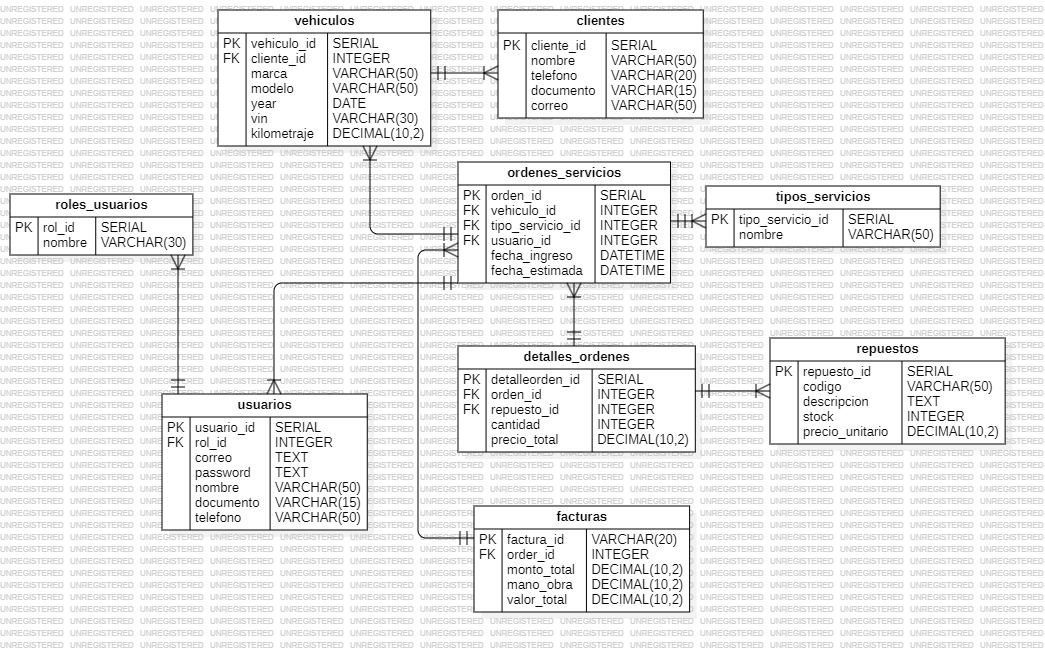 vehiculos
PK vehiculo_id SERIAL
FK cliente_id INTEGER
marca VARCHAR(50)
modelo VARCHAR(50)
year DATE
vin VARCHAR(30)
kilometraje DECIMAL(10,2)
clientes
PK cliente_id SERIAL
nombre VARCHAR(50)
telefono VARCHAR(20)
documento VARCHAR(15)
correo VARCHAR(50)
ordenes_servicios
PK orden_id SERIAL
FK vehiculo_id INTEGER
FK tipo_servicio_id INTEGER
FK usuario_id INTEGER
fecha_ingreso DATETIME
fecha_estimada DATETIME
tipos_servicios
PK tipo_servicio_id SERIAL
nombre VARCHAR(50)
roles_usuarios
PK rol_id SERIAL
nombre VARCHAR(30)
detalles_ordenes
PK detalleorden_id SERIAL
FK orden_id INTEGER
FK repuesto_id INTEGER
cantidad INTEGER
precio_total DECIMAL(10,2)
repuestos
PK repuesto_id SERIAL
codigo VARCHAR(50)
descripcion TEXT
stock INTEGER
precio_unitario DECIMAL(10,2)
usuarios
PK usuario_id SERIAL
FK rol_id INTEGER
correo TEXT
password TEXT
nombre VARCHAR(50)
documento VARCHAR(15)
telefono VARCHAR(50)
facturas
PK factura_id VARCHAR(20)
FK order_id INTEGER
monto_total DECIMAL(10,2)
mano_obra DECIMAL(10,2)
valor_total DECIMAL(10,2)
UNREGISTERED